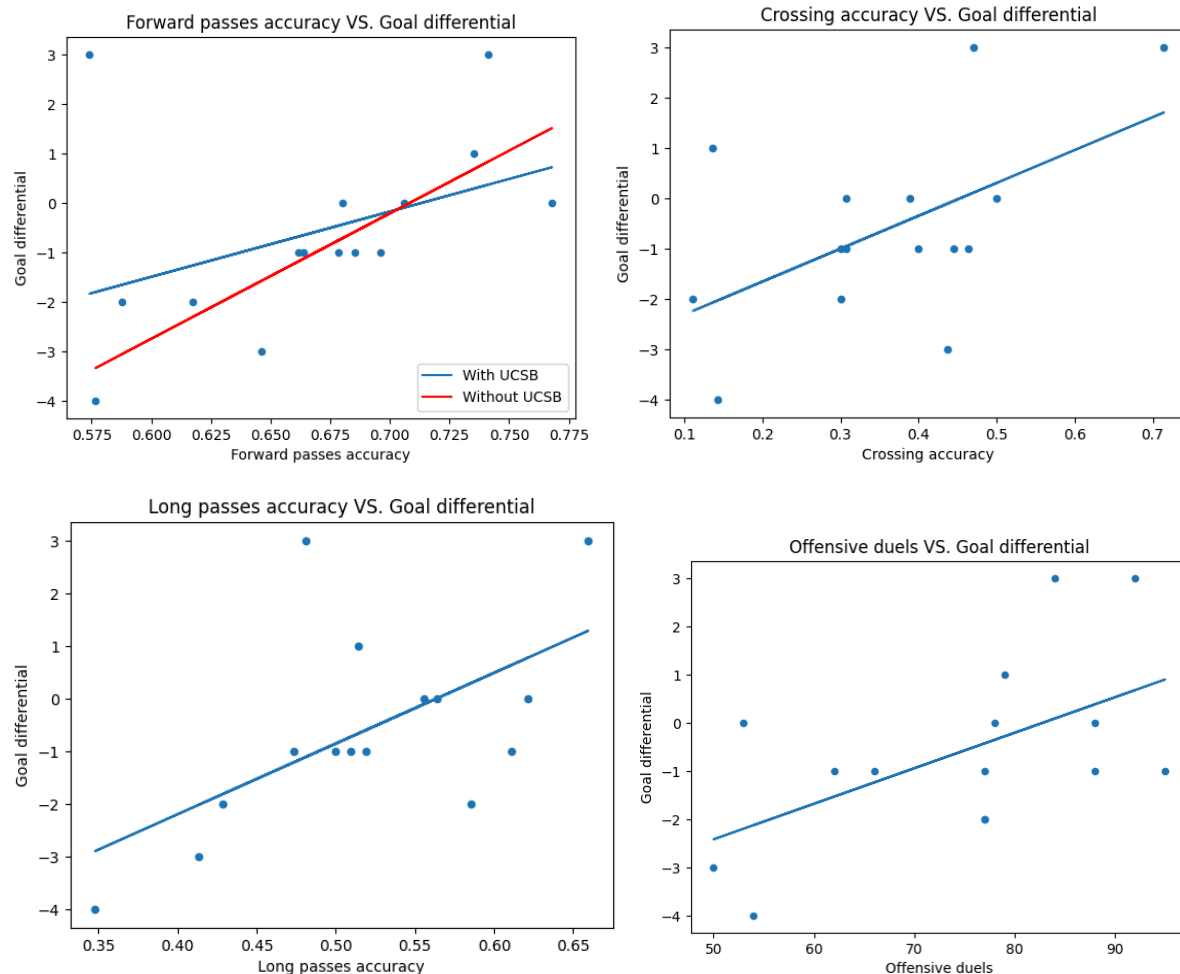 Forward passes accuracy VS. Goal differential
3
2
1
0
−1
−2
−3
−4
Goal differential
With UCSB
Without UCSB
0.575 0.600 0.625 0.650 0.675 0.700 0.725 0.750 0.775
Forward passes accuracy
Crossing accuracy VS. Goal differential
3
2
1
0
−1
−2
−3
−4
Goal differential
0.1 0.2 0.3 0.4 0.5 0.6 0.7
Crossing accuracy
Long passes accuracy VS. Goal differential
3
2
1
0
−1
−2
−3
−4
Goal differential
0.35 0.40 0.45 0.50 0.55 0.60 0.65
Long passes accuracy
Offensive duels VS. Goal differential
3
2
1
0
−1
−2
−3
−4
Goal differential
50 60 70 80 90
Offensive duels